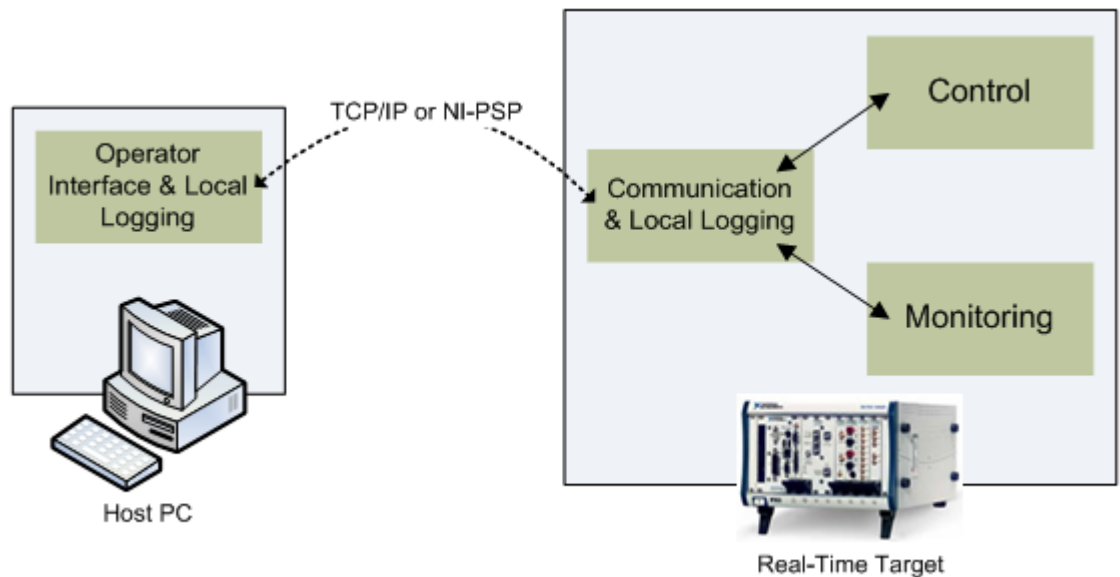 TCP/IP or NI-PSP
Operator
Interface & Local
Logging
Host PC
Communication
& Local Logging
Control
Monitoring
Real-Time Target